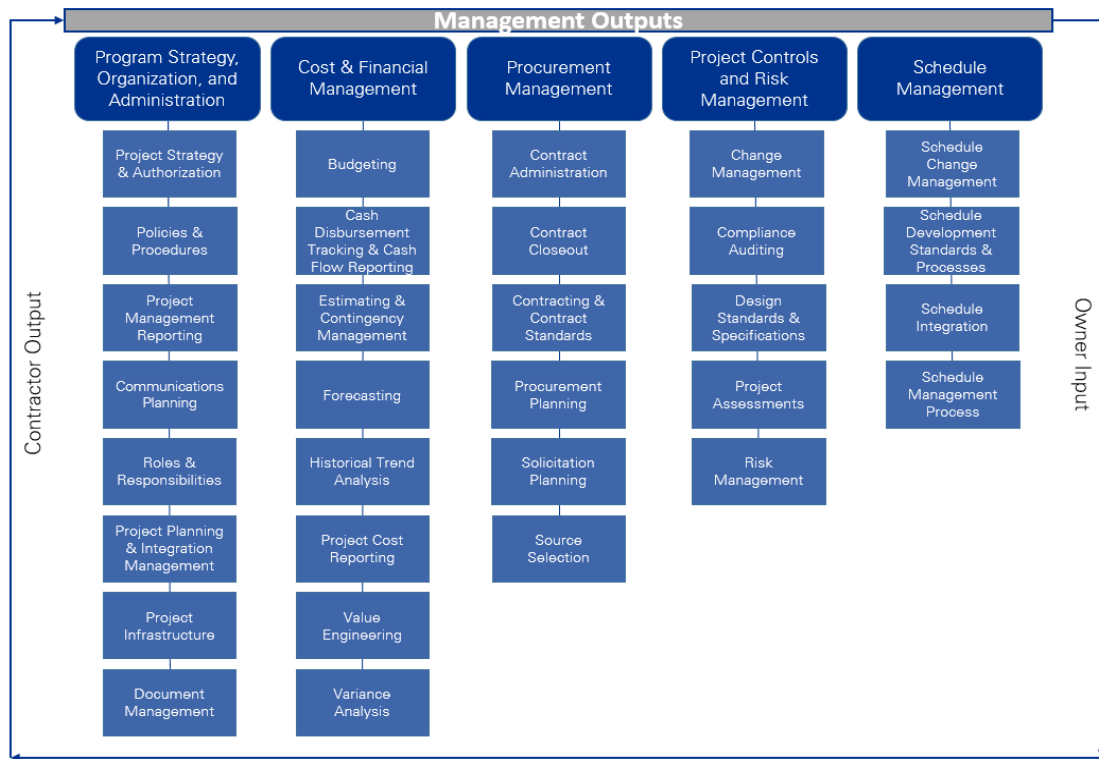 Management Outputs
Program Strategy,
Organization, and
Administration
Project Strategy
& Authorization
Policies &
Procedures
Project
Management
Reporting
Communications
Planning
Roles &
Responsibilities
Project Planning
& Integration
Management
Project
Infrastructure
Document
Management
Cost & Financial
Management
Budgeting
Cash
Disbursement
Tracking & Cash
Flow Reporting
Estimating &
Contingency
Management
Forecasting
Historical Trend
Analysis
Project Cost
Reporting
Value
Engineering
Variance
Analysis
Procurement
Management
Contract
Administration
Contract
Closeout
Contracting &
Contract
Standards
Procurement
Planning
Solicitation
Planning
Source
Selection
Project Controls
and Risk
Management
Change
Management
Compliance
Auditing
Design
Standards &
Specifications
Project
Assessments
Risk
Management
Schedule
Management
Schedule
Change
Management
Schedule
Development
Standards &
Processes
Schedule
Integration
Schedule
Management
Process
Contractor Output
Owner Input